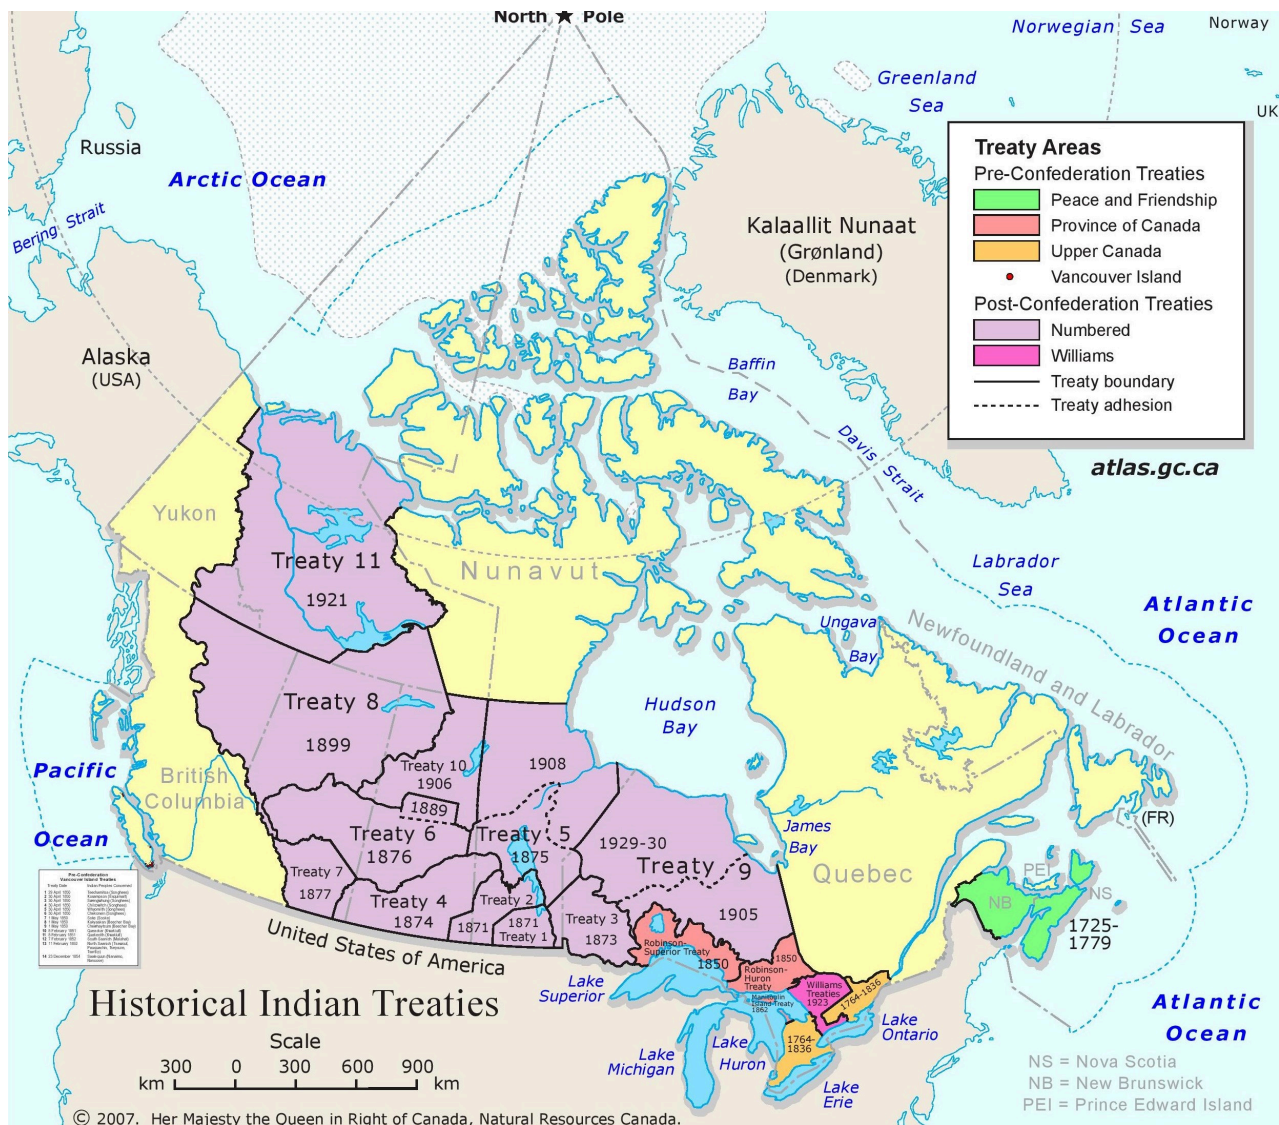 North ★ Pole
Norwegian Sea
Norway
Greenland
Sea
UK
Russia
Arctic Ocean
Bering Strait
Kalaallit Nunaat
(Grønland)
(Denmark)
Treaty Areas
Pre-Confederation Treaties
Peace and Friendship
Province of Canada
Upper Canada
Vancouver Island
Post-Confederation Treaties
Numbered
Williams
Treaty boundary
Treaty adhesion
atlas.gc.ca
Alaska
(USA)
Baffin
Bay
Davis Strait
Yukon
Treaty 11
1921
Nunavut
Labrador
Sea
Atlantic
Ocean
Ungava
Bay
Newfoundland and Labrador
Hudson
Bay
Treaty 8
1899
Pacific
Ocean
British
Columbia
Treaty 10
1906
1889
1908
Treaty 6
1876
Treaty 5
1875
1929-30
Treaty 9
1905
James
Bay
Quebec
(FR)
PEI
NB
NS
1725-
1779
Treaty 7
1877
Treaty 4
1874
Treaty 2
1871
1871
Treaty 1
Treaty 3
1873
Robinson-
Superior Treaty
1850
1850
Robinson-
Huron
Treaty
Manitoulin
Island Treaty
1862
Williams
Treaties
1923
1764-1836
1764-
1836
United States of America
Lake
Superior
Lake
Michigan
Lake
Huron
Lake
Ontario
Lake
Erie
Atlantic
Ocean
Pre-Confederation
Vancouver Island Treaties
Historical Indian Treaties
Scale
300 0 300 600 900
km km
NS = Nova Scotia
NB = New Brunswick
PEI = Prince Edward Island
© 2007. Her Majesty the Queen in Right of Canada, Natural Resources Canada.